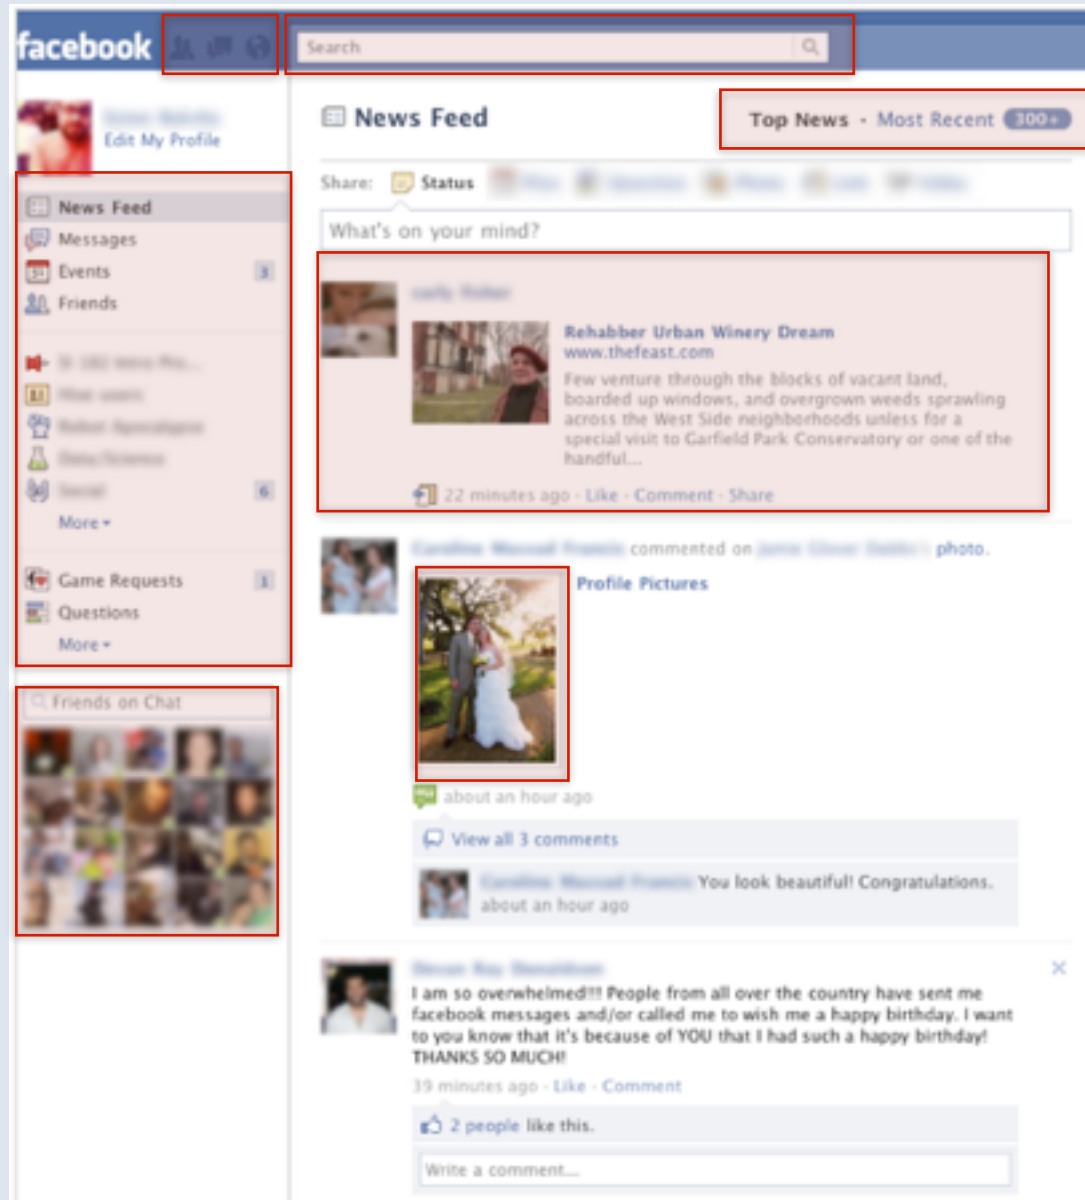 facebook
Search
Edit My Profile
News Feed
Top News · Most Recent 300+
Share: Status
What's on your mind?
News Feed
Messages
Events 3
Friends
6
More
Game Requests 1
Questions
More
Friends on Chat
Rehabber Urban Winery Dream
www.thefeast.com
Few venture through the blocks of vacant land,
boarded up windows, and overgrown weeds sprawling
across the West Side neighborhoods unless for a
special visit to Garfield Park Conservatory or one of the
handful...
22 minutes ago · Like · Comment · Share
commented on photo.
Profile Pictures
about an hour ago
View all 3 comments
You look beautiful! Congratulations.
about an hour ago
I am so overwhelmed!!! People from all over the country have sent me
facebook messages and/or called me to wish me a happy birthday. I want
to you know that it's because of YOU that I had such a happy birthday!
THANKS SO MUCH!
39 minutes ago · Like · Comment
2 people like this.
Write a comment...